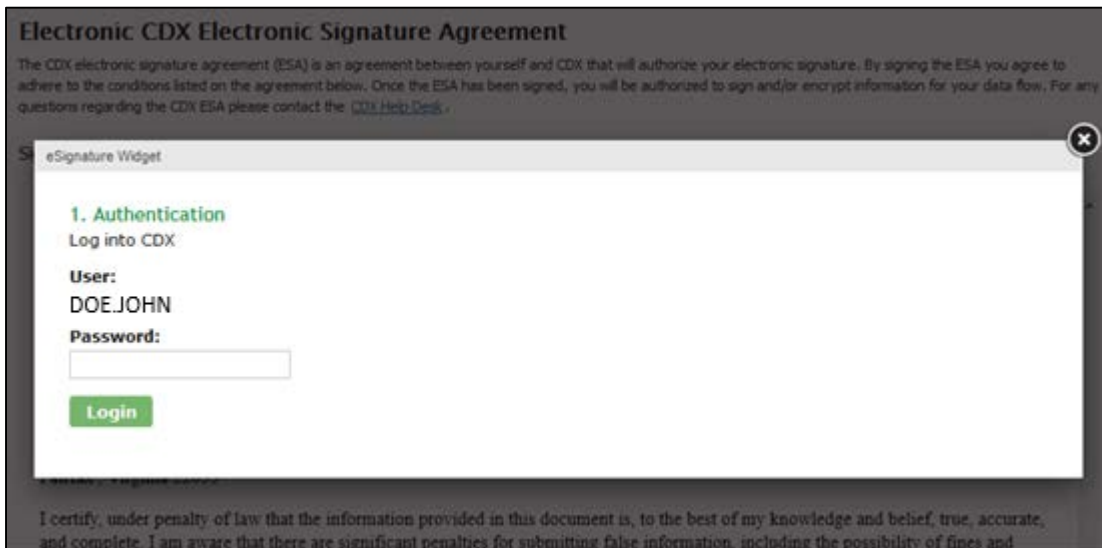 Electronic CDX Electronic Signature Agreement
The CDX electronic signature agreement (ESA) is an agreement between yourself and CDX that will authorize your electronic signature. By signing the ESA you agree to
adhere to the conditions listed on the agreement below. Once the ESA has been signed, you will be authorized to sign and/or encrypt information for your data flow. For any
questions regarding the CDX ESA please contact the CDX Help Desk.
eSignature Widget
1. Authentication
Log into CDX
User:
DOE.JOHN
Password:
Login
I certify, under penalty of law that the information provided in this document is, to the best of my knowledge and belief, true, accurate,
and complete. I am aware that there are significant penalties for submitting false information, including the possibility of fines and